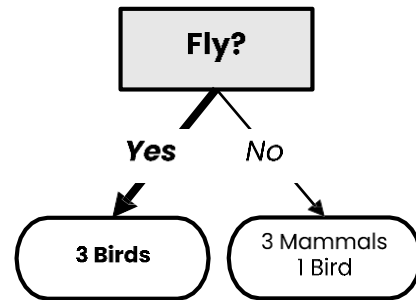 Fly?
Yes
No
3 Birds
3 Mammals
1 Bird